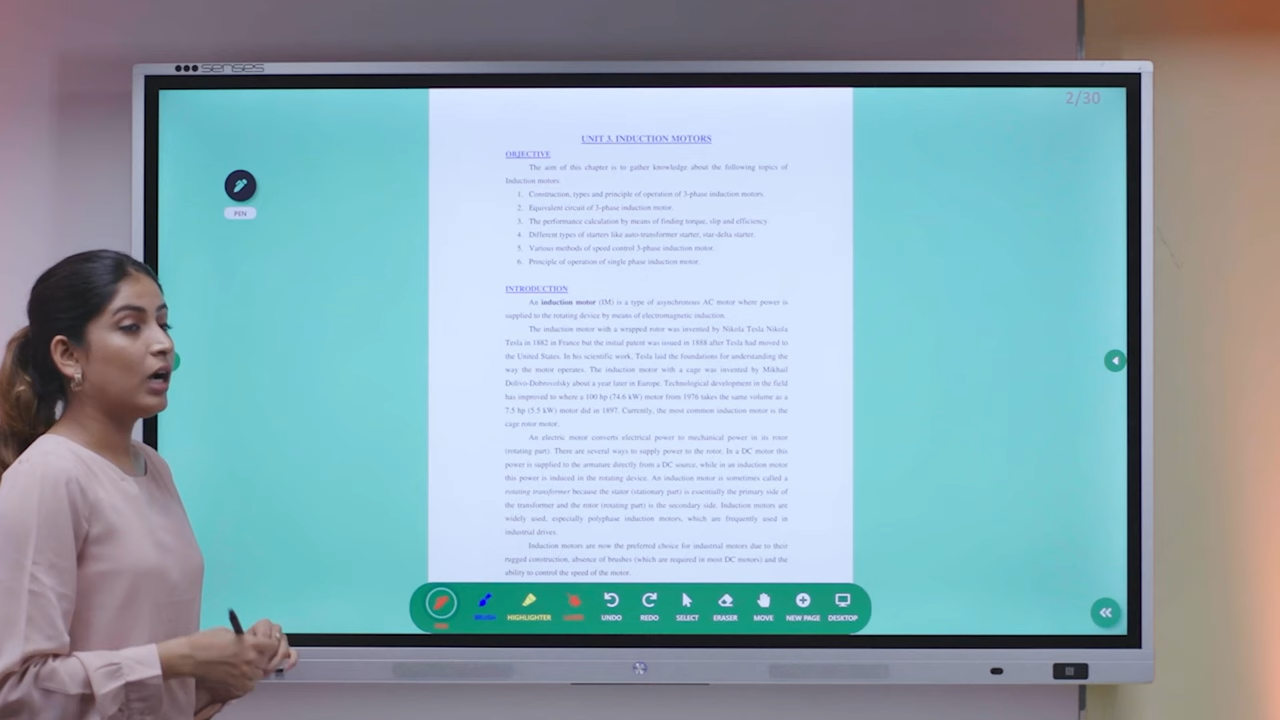 senses
2/30
PEN
UNIT 3. INDUCTION MOTORS
OBJECTIVE
The aim of this chapter is to gather knowledge about the following topics of
Induction motors.
1. Construction, types and principle of operation of 3-phase induction motors.
2. Equivalent circuit of 3-phase induction motor.
3. The performance calculation by means of finding torque, slip and efficiency.
4. Different types of starters like auto-transformer starter, star-delta starter.
5. Various methods of speed control 3-phase induction motor.
6. Principle of operation of single phase induction motor.
INTRODUCTION
An induction motor (IM) is a type of asynchronous AC motor where power is
supplied to the rotating device by means of electromagnetic induction.
The induction motor with a wrapped rotor was invented by Nikola Tesla Nikola
Tesla in 1882 in France but the initial patent was issued in 1888 after Tesla had moved to
the United States. In his scientific work, Tesla laid the foundations for understanding the
way the motor operates. The induction motor with a cage was invented by Mikhail
Dolivo-Dobrovolsky about a year later in Europe. Technological development in the field
has improved to where a 100 hp (74.6 kW) motor from 1976 takes the same volume as a
7.5 hp (5.5 kW) motor did in 1897. Currently, the most common induction motor is the
cage rotor motor.
An electric motor converts electrical power to mechanical power in its rotor
(rotating part). There are several ways to supply power to the rotor. In a DC motor this
power is supplied to the armature directly from a DC source, while in an induction motor
this power is induced in the rotating device. An induction motor is sometimes called a
rotating transformer because the stator (stationary part) is essentially the primary side of
the transformer and the rotor (rotating part) is the secondary side. Induction motors are
widely used, especially polyphase induction motors, which are frequently used in
industrial drives.
Induction motors are now the preferred choice for industrial motors due to their
rugged construction, absence of brushes (which are required in most DC motors) and the
ability to control the speed of the motor.
BRUSH HIGHLIGHTER UNDO REDO SELECT ERASER MOVE NEW PAGE DESKTOP